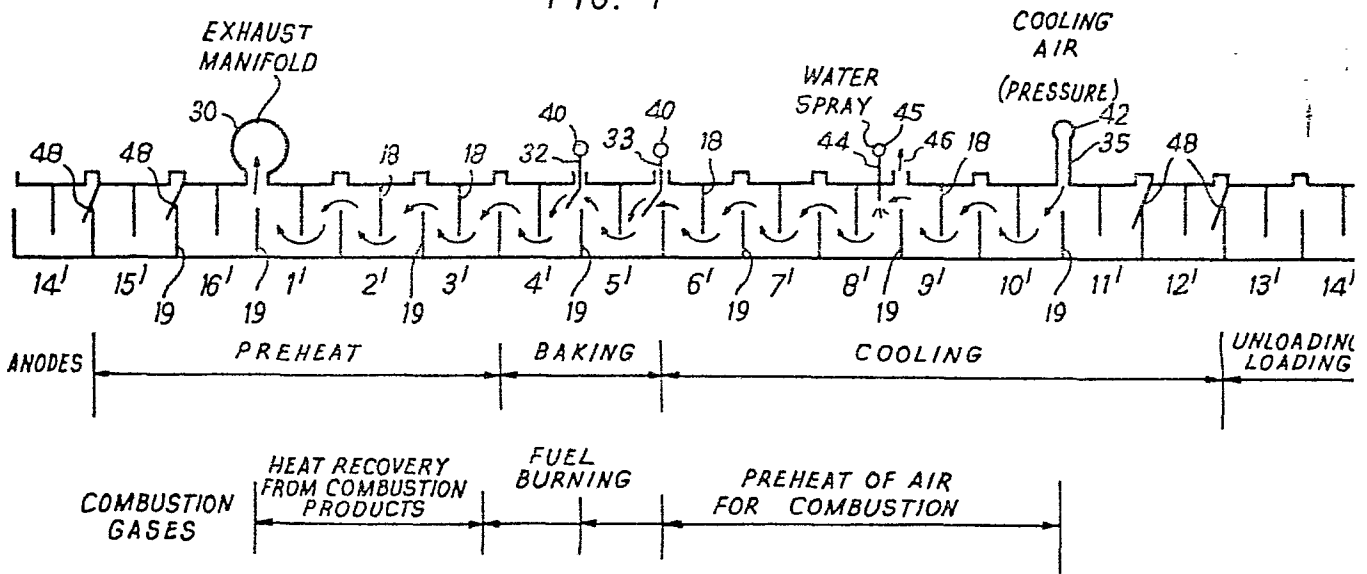 FIG. 1
EXHAUST
MANIFOLD
30
COOLING
AIR
(PRESSURE)
WATER
SPRAY
45
42
48
48
18
18
40
32
33
40
18
44
46
18
35
48
14' 15' 16' 1' 2' 3' 4' 5' 6' 7' 8' 9' 10' 11' 12' 13' 14'
19 19 19 19 19 19 19
ANODES
PREHEAT
BAKING
COOLING
UNLOADING
LOADING
COMBUSTION
GASES
HEAT RECOVERY
FROM COMBUSTION
PRODUCTS
FUEL
BURNING
PREHEAT OF AIR
FOR COMBUSTION